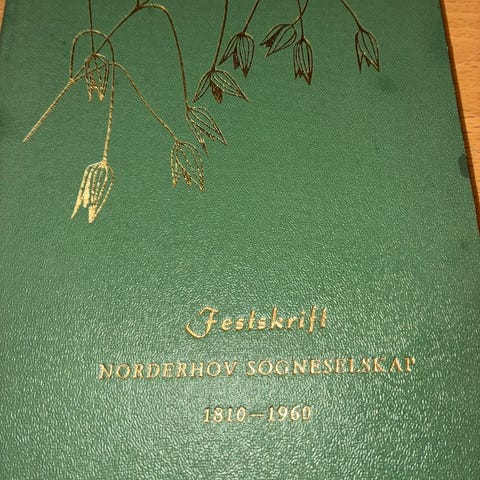 Festskrift
NORDERHOV SOGNESELSKAP
1810—1960